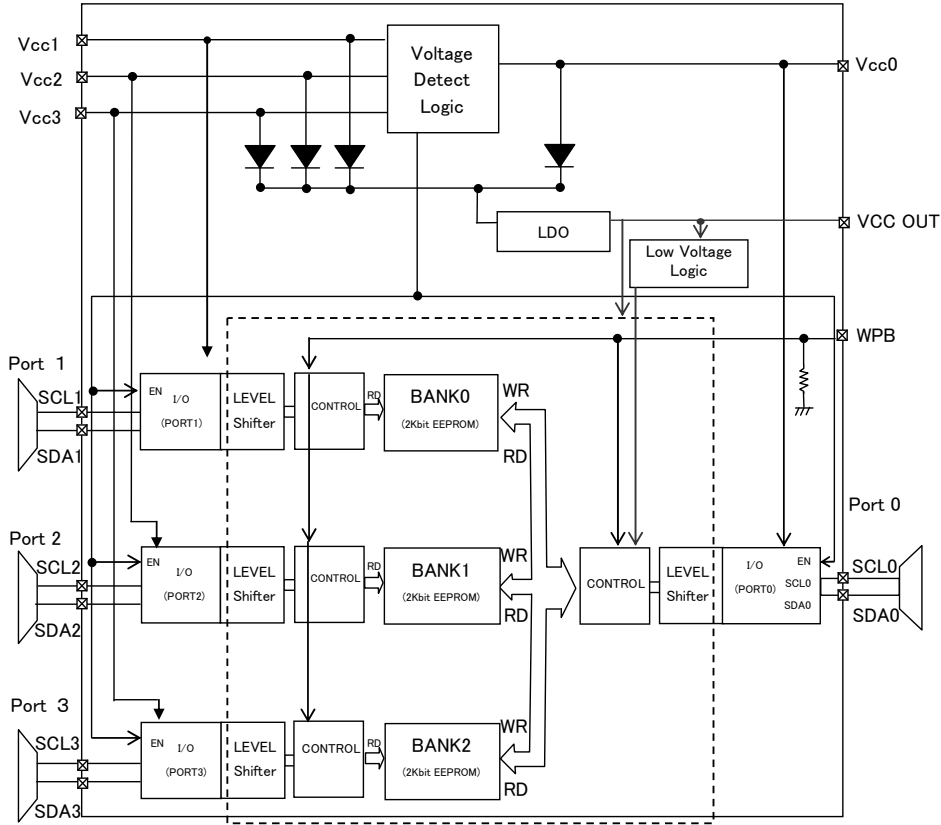 Vcc1
Vcc2
Vcc3
Voltage
Detect
Logic
Vcc0
LDO
VCC OUT
Low Voltage
Logic
WPB
Port 1
SCL1
SDA1
EN
I/O
(PORT1)
LEVEL
Shifter
CONTROL
RD
BANK0
(2Kbit EEPROM)
WR
RD
Port 2
SCL2
SDA2
EN
I/O
(PORT2)
LEVEL
Shifter
CONTROL
RD
BANK1
(2Kbit EEPROM)
WR
RD
CONTROL
LEVEL
Shifter
I/O
(PORT0)
EN
SCL0
SDA0
Port 0
SCL0
SDA0
Port 3
SCL3
SDA3
EN
I/O
(PORT3)
LEVEL
Shifter
CONTROL
RD
BANK2
(2Kbit EEPROM)
WR
RD